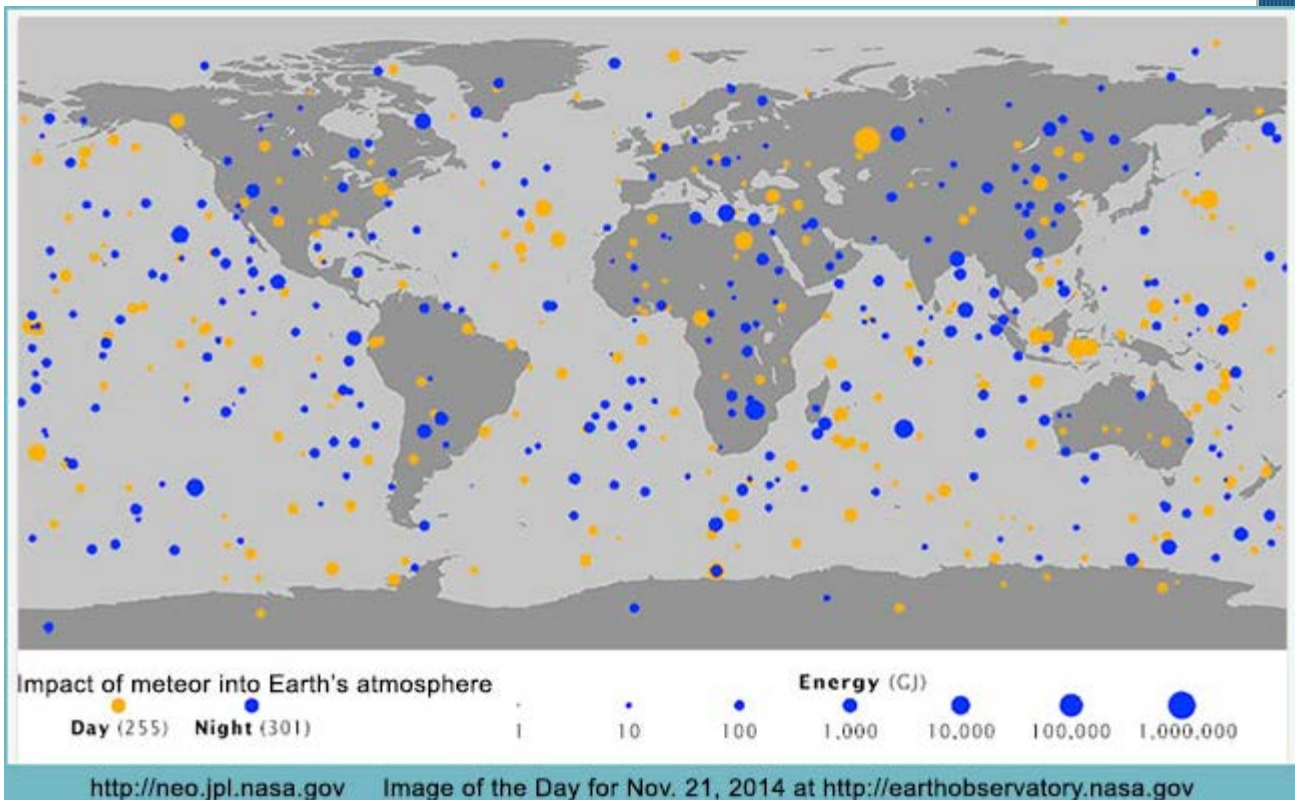 Impact of meteor into Earth's atmosphere
Energy (GJ)
Day (255) Night (301)
1 10 100 1,000 10,000 100,000 1,000,000
http://neo.jpl.nasa.gov Image of the Day for Nov. 21, 2014 at http://earthobservatory.nasa.gov